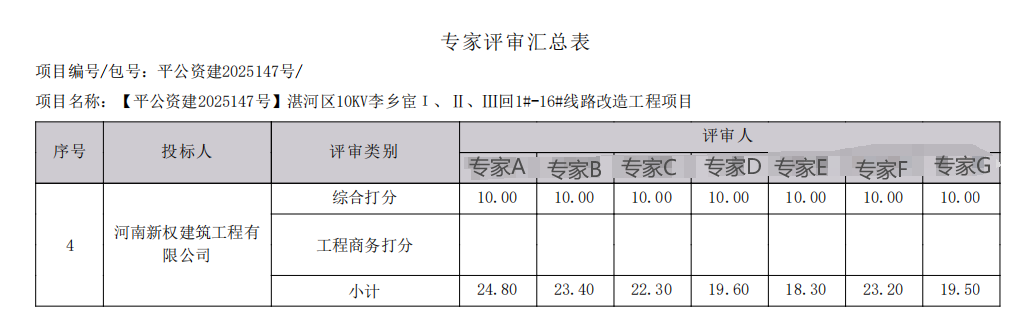 专家评审汇总表
项目编号/包号：平公资建2025147号/
项目名称：【平公资建2025147号】湛河区10KV李乡宦Ⅰ、Ⅱ、Ⅲ回1#-16#线路改造工程项目
序号 投标人 评审类别 评审人
专家A 专家B 专家C 专家D 专家E 专家F 专家G
综合打分 10.00 10.00 10.00 10.00 10.00 10.00 10.00
4 河南新权建筑工程有
限公司 工程商务打分
小计 24.80 23.40 22.30 19.60 18.30 23.20 19.50